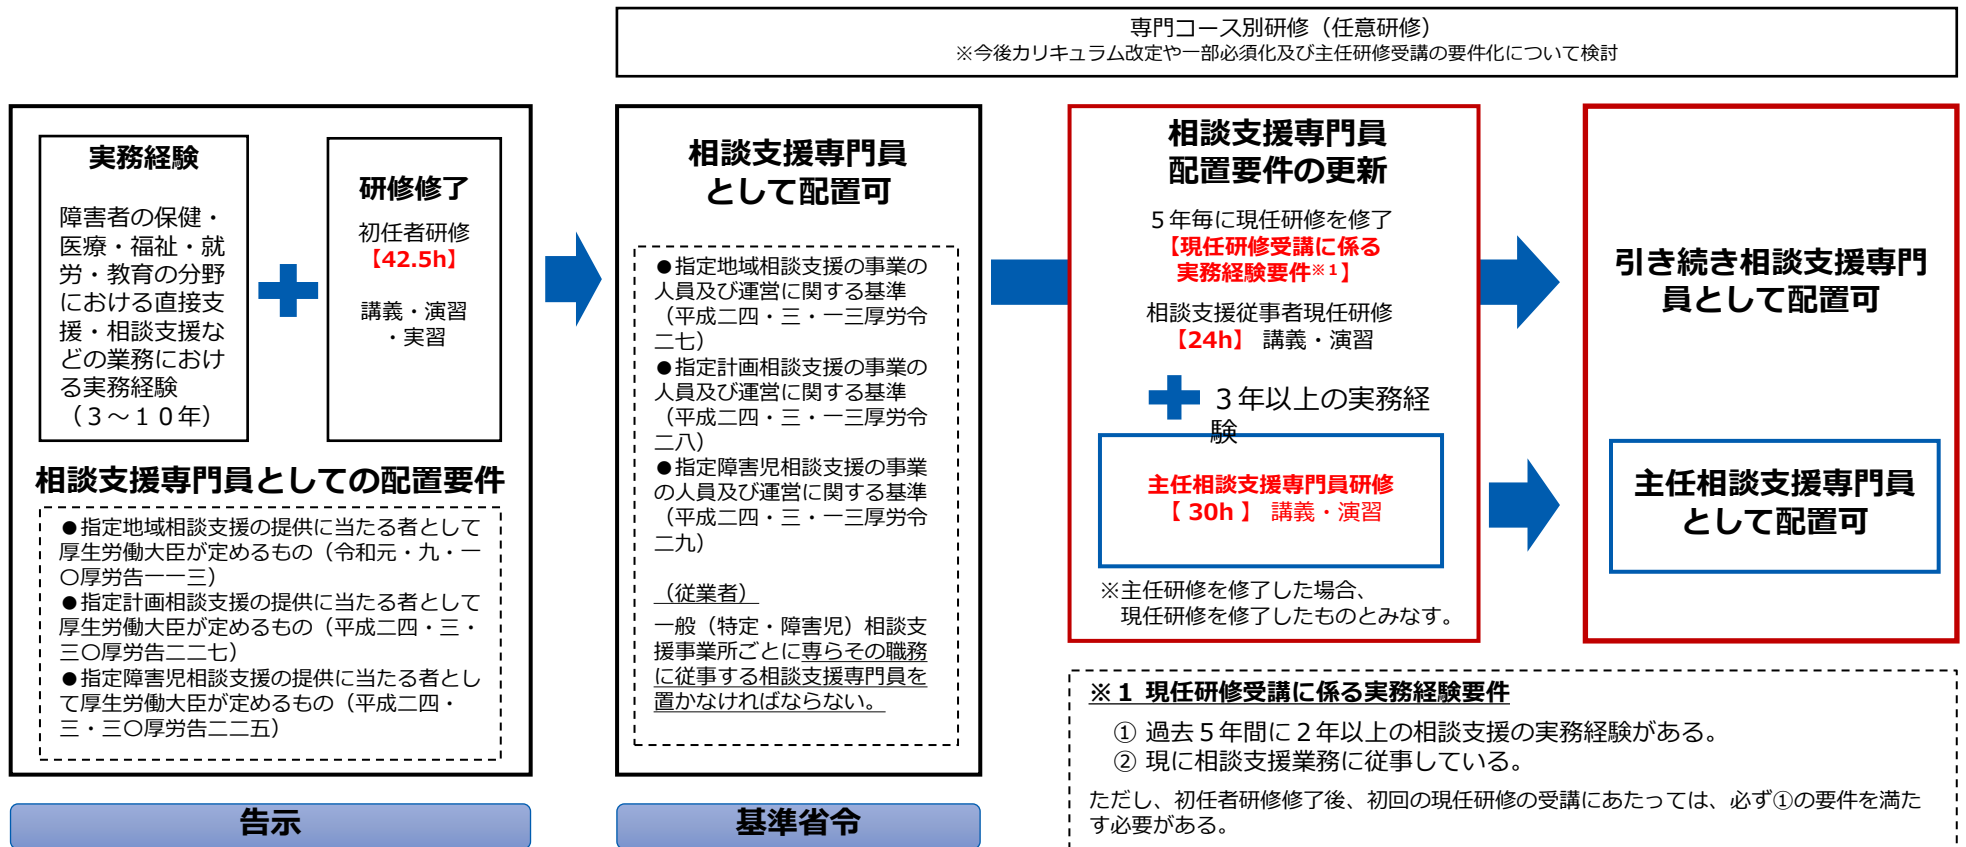 専門コース別研修（任意研修）
※今後カリキュラム改定や一部必須化及び主任研修受講の要件化について検討
実務経験
障害者の保健・
医療・福祉・就
労・教育の分野
における直接支
援・相談支援な
どの業務におけ
る実務経験
（３～１０年）
研修修了
初任者研修
【42.5h】
講義・演習
・実習
相談支援専門員としての配置要件
●指定地域相談支援の提供に当たる者として
厚生労働大臣が定めるもの（令和元・九・一
〇厚労告一一三）
●指定計画相談支援の提供に当たる者として
厚生労働大臣が定めるもの（平成二四・三・
三〇厚労告二二七）
●指定障害児相談支援の提供に当たる者とし
て厚生労働大臣が定めるもの（平成二四・
三・三〇厚労告二二五）
告示
相談支援専門員
として配置可
●指定地域相談支援の事業の
人員及び運営に関する基準
（平成二四・三・一三厚労令
二七）
●指定計画相談支援の事業の
人員及び運営に関する基準
（平成二四・三・一三厚労令
二八）
●指定障害児相談支援の事業
の人員及び運営に関する基準
（平成二四・三・一三厚労令
二九）
（従業者）
一般（特定・障害児）相談支
援事業所ごとに専らその職務
に従事する相談支援専門員を
置かなければならない。
基準省令
相談支援専門員
配置要件の更新
５年毎に現任研修を修了
【現任研修受講に係る
実務経験要件※１】
相談支援従事者現任研修
【24h】 講義・演習
３年以上の実務経
験
主任相談支援専門員研修
【 30h 】 講義・演習
※主任研修を修了した場合、
現任研修を修了したものとみなす。
引き続き相談支援専門
員として配置可
主任相談支援専門員
として配置可
※１ 現任研修受講に係る実務経験要件
① 過去５年間に２年以上の相談支援の実務経験がある。
② 現に相談支援業務に従事している。
ただし、初任者研修修了後、初回の現任研修の受講にあたっては、必ず①の要件を満た
す必要がある。